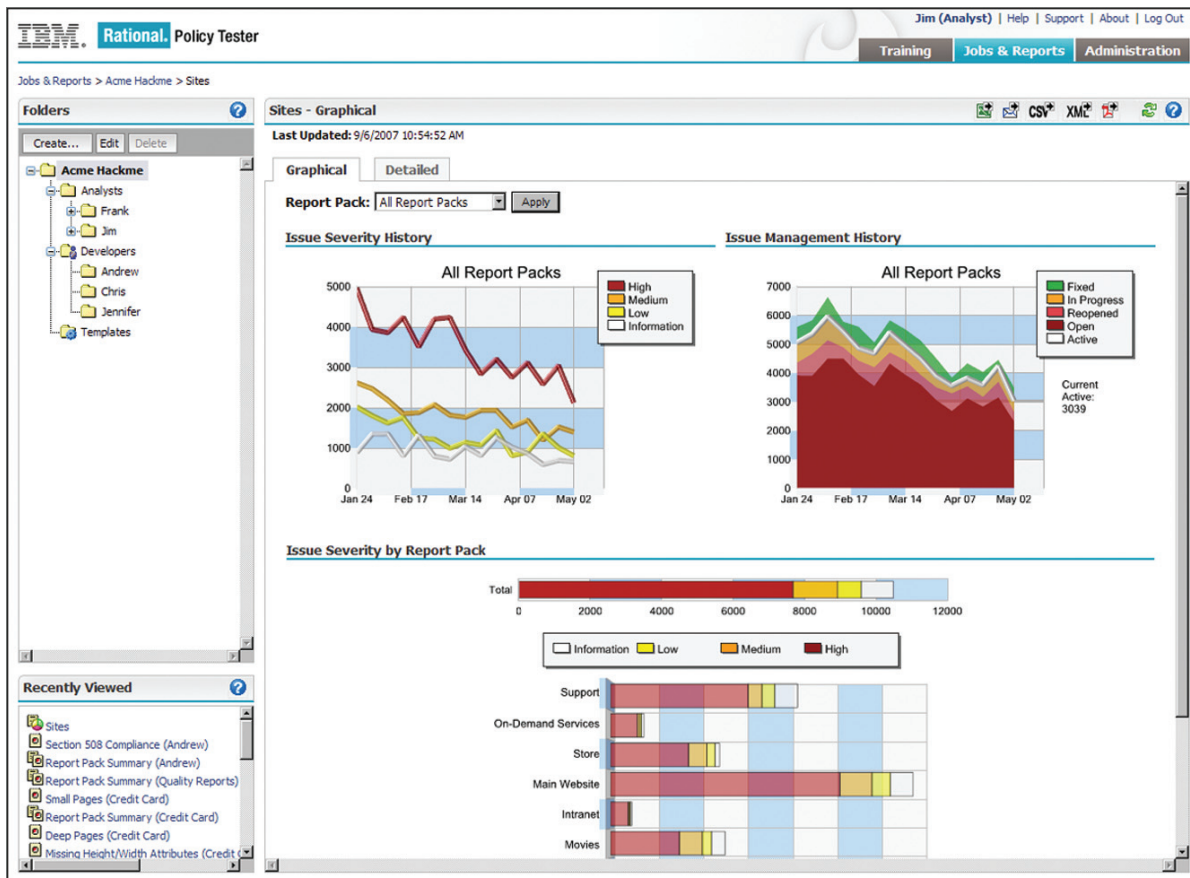 Jim (Analyst) | Help | Support | About | Log Out
IBM. Rational. Policy Tester
Training Jobs & Reports Administration
Jobs & Reports > Acme Hackme > Sites
Folders
Create... Edit Delete
Acme Hackme
Analysts
Frank
Jim
Developers
Andrew
Chris
Jennifer
Templates
Recently Viewed
Sites
Section 508 Compliance (Andrew)
Report Pack Summary (Andrew)
Report Pack Summary (Quality Reports)
Small Pages (Credit Card)
Report Pack Summary (Credit Card)
Deep Pages (Credit Card)
Missing Height/Width Attributes (Credit
Sites - Graphical
CSV XML
Last Updated: 9/6/2007 10:54:52 AM
Graphical Detailed
Report Pack: All Report Packs Apply
Issue Severity History
All Report Packs
High
Medium
Low
Information
5000
4000
3000
2000
1000
0
Jan 24 Feb 17 Mar 14 Apr 07 May 02
Issue Management History
All Report Packs
Fixed
In Progress
Reopened
Open
Active
7000
6000
5000
4000
3000
2000
1000
0
Jan 24 Feb 17 Mar 14 Apr 07 May 02
Current
Active:
3039
Issue Severity by Report Pack
Total
0 2000 4000 6000 8000 10000 12000
Information Low Medium High
Support
On-Demand Services
Store
Main Website
Intranet
Movies